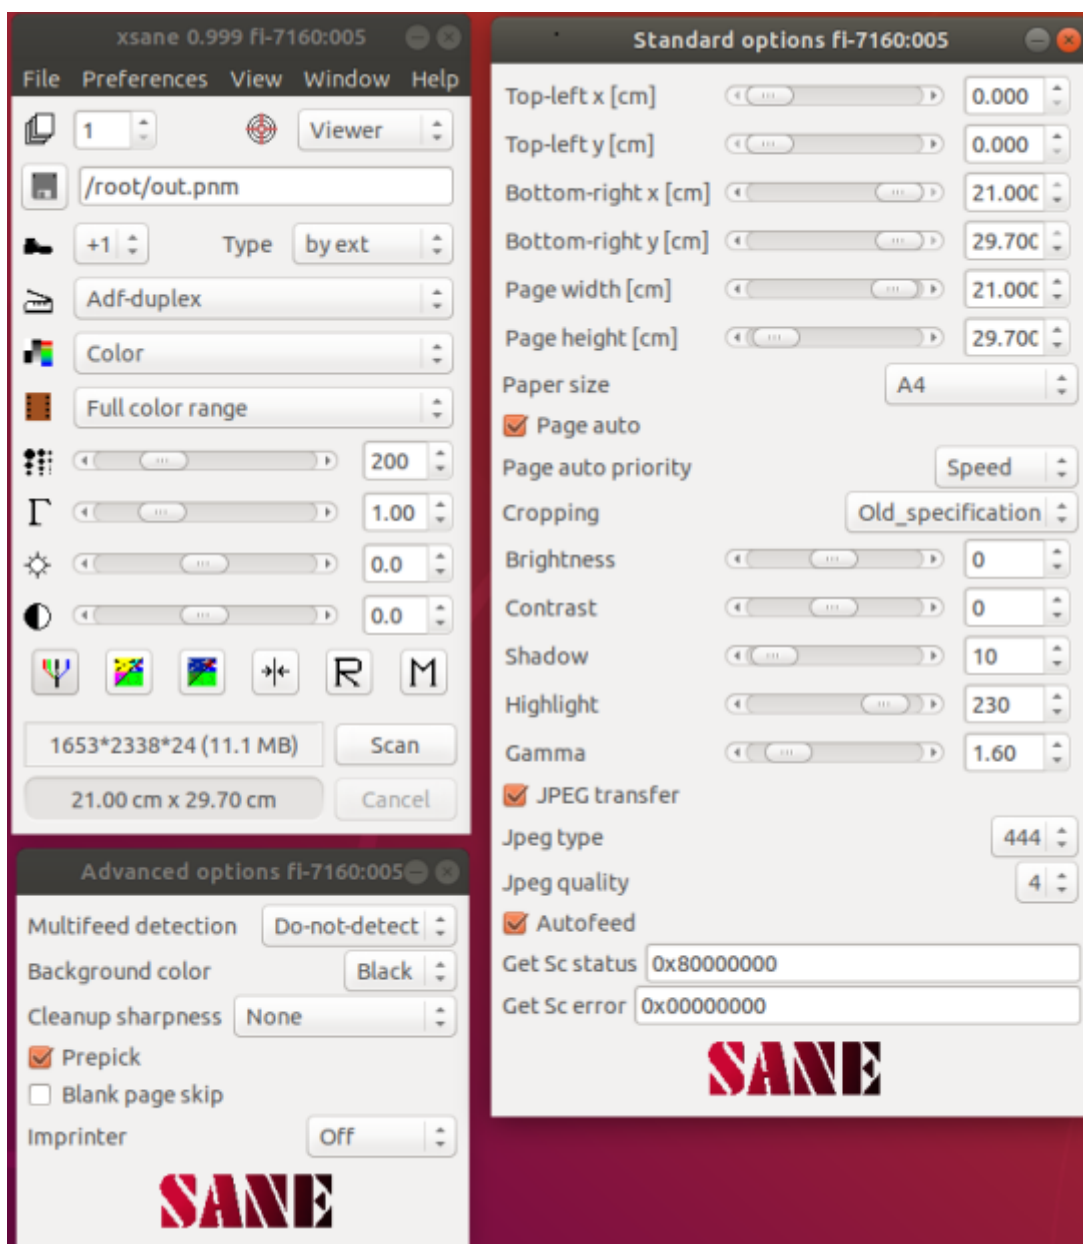 xsane 0.999 fi-7160:005
File Preferences View Window Help
1 Viewer
/root/out.pnm
+1 Type by ext
Adf-duplex
Color
Full color range
200
Γ 1.00
0.0
0.0
R M
1653*2338*24 (11.1 MB) Scan
21.00 cm x 29.70 cm Cancel
Advanced options fi-7160:005
Multifeed detection Do-not-detect
Background color Black
Cleanup sharpness None
Prepick
Blank page skip
Imprinter Off
SANE
Standard options fi-7160:005
Top-left x [cm] 0.000
Top-left y [cm] 0.000
Bottom-right x [cm] 21.000
Bottom-right y [cm] 29.700
Page width [cm] 21.000
Page height [cm] 29.700
Paper size A4
Page auto
Page auto priority Speed
Cropping Old_specification
Brightness 0
Contrast 0
Shadow 10
Highlight 230
Gamma 1.60
JPEG transfer
Jpeg type 444
Jpeg quality 4
Autofeed
Get Sc status 0x80000000
Get Sc error 0x00000000
SANE